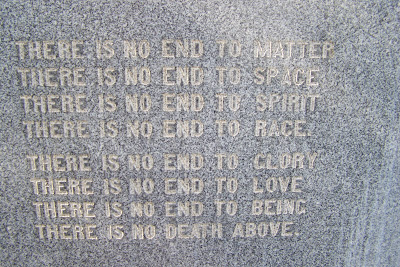 THERE IS NO END TO MATTER
THERE IS NO END TO SPACE
THERE IS NO END TO SPIRIT
THERE IS NO END TO RACE.
THERE IS NO END TO GLORY
THERE IS NO END TO LOVE
THERE IS NO END TO BEING
THERE IS NO DEATH ABOVE.